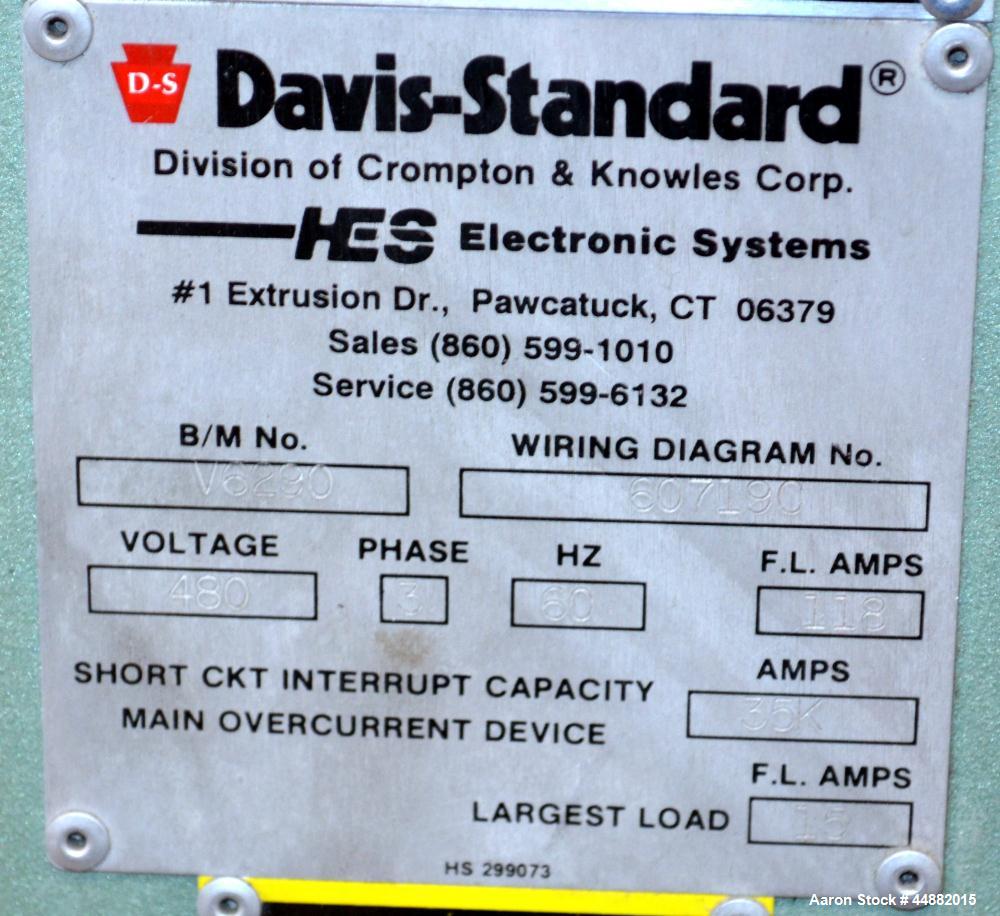 D-S Davis-Standard®
Division of Crompton & Knowles Corp.
HES Electronic Systems
#1 Extrusion Dr., Pawcatuck, CT 06379
Sales (860) 599-1010
Service (860) 599-6132
B/M No. WIRING DIAGRAM No.
V6290 607190
VOLTAGE PHASE HZ F.L. AMPS
480 3 60 118
AMPS
SHORT CKT INTERRUPT CAPACITY 35K
MAIN OVERCURRENT DEVICE
F.L. AMPS
LARGEST LOAD
HS 299073
Aaron Stock # 44882015